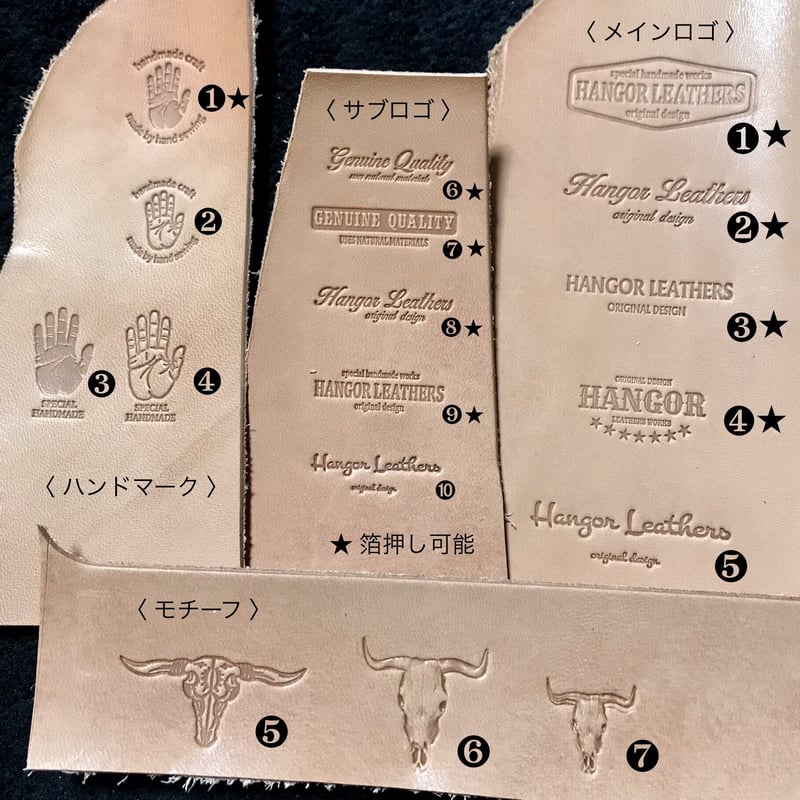 handmade craft
made by hand sewing
❶★
handmade craft
made by hand sewing
❷
SPECIAL
HANDMADE
❸
SPECIAL
HANDMADE
❹
〈 ハンドマーク 〉
〈 サブロゴ 〉
Genuine Quality
uses natural materials
❻★
GENUINE QUALITY
USES NATURAL MATERIALS
❼★
Hangor Leathers
original design
❽★
special handmade works
HANGOR LEATHERS
original design
❾★
Hangor Leathers
original design
❿
★ 箔押し可能
〈 メインロゴ 〉
special handmade works
HANGOR LEATHERS
original design
❶★
Hangor Leathers
original design
❷★
HANGOR LEATHERS
ORIGINAL DESIGN
❸★
ORIGINAL DESIGN
HANGOR
LEATHERS WORKS
❹★
Hangor Leathers
original design
❺
〈 モチーフ 〉
❺
❻
❼